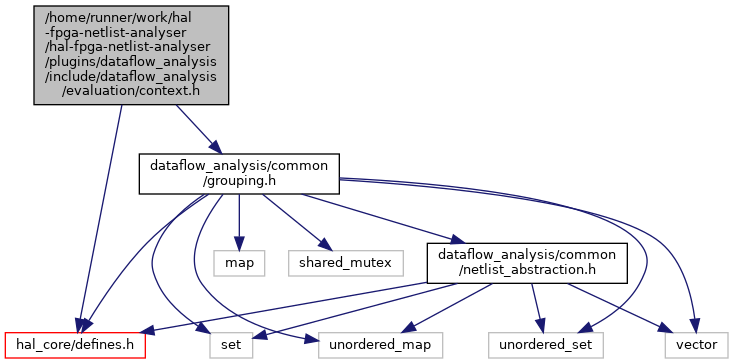 /home/runner/work/hal
-fpga-netlist-analyser
/hal-fpga-netlist-analyser
/plugins/dataflow_analysis
/include/dataflow_analysis
/evaluation/context.h
dataflow_analysis/common
/grouping.h
map
shared_mutex
dataflow_analysis/common
/netlist_abstraction.h
hal_core/defines.h
set
unordered_map
unordered_set
vector